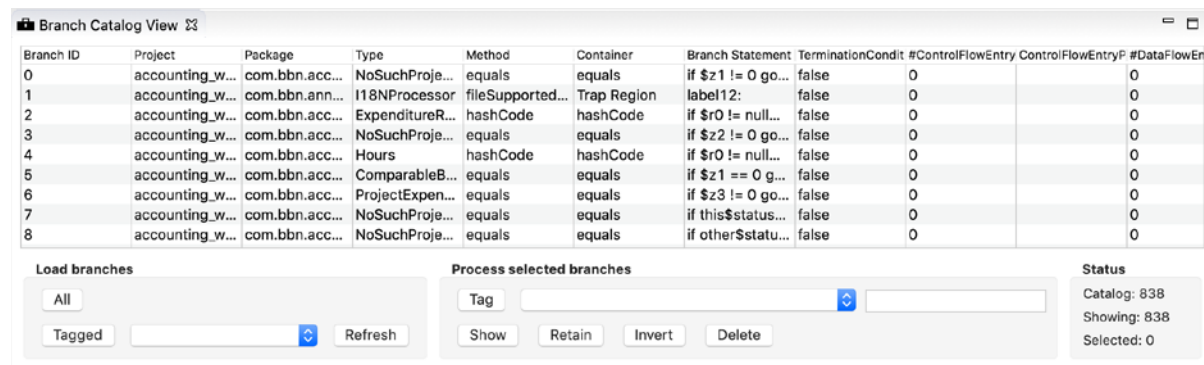 Branch Catalog View
Branch ID Project Package Type Method Container Branch Statement TerminationCondit #ControlFlowEntry ControlFlowEntryP #DataFlowEn
0 accounting_w... com.bbn.acc... NoSuchProje... equals equals if $z1 != 0 go... false 0 0
1 accounting_w... com.bbn.ann... I18NProcessor fileSupported... Trap Region label12: false 0 0
2 accounting_w... com.bbn.acc... ExpenditureR... hashCode hashCode if $r0 != null... false 0 0
3 accounting_w... com.bbn.acc... NoSuchProje... equals equals if $z2 != 0 go... false 0 0
4 accounting_w... com.bbn.acc... Hours hashCode hashCode if $r0 != null... false 0 0
5 accounting_w... com.bbn.acc... ComparableB... equals equals if $z1 == 0 g... false 0 0
6 accounting_w... com.bbn.acc... ProjectExpen... equals equals if $z3 != 0 go... false 0 0
7 accounting_w... com.bbn.acc... NoSuchProje... equals equals if this$status... false 0 0
8 accounting_w... com.bbn.acc... NoSuchProje... equals equals if other$statu... false 0 0
Load branches Process selected branches Status
All Tag Catalog: 838
Showing: 838
Tagged Refresh Show Retain Invert Delete Selected: 0